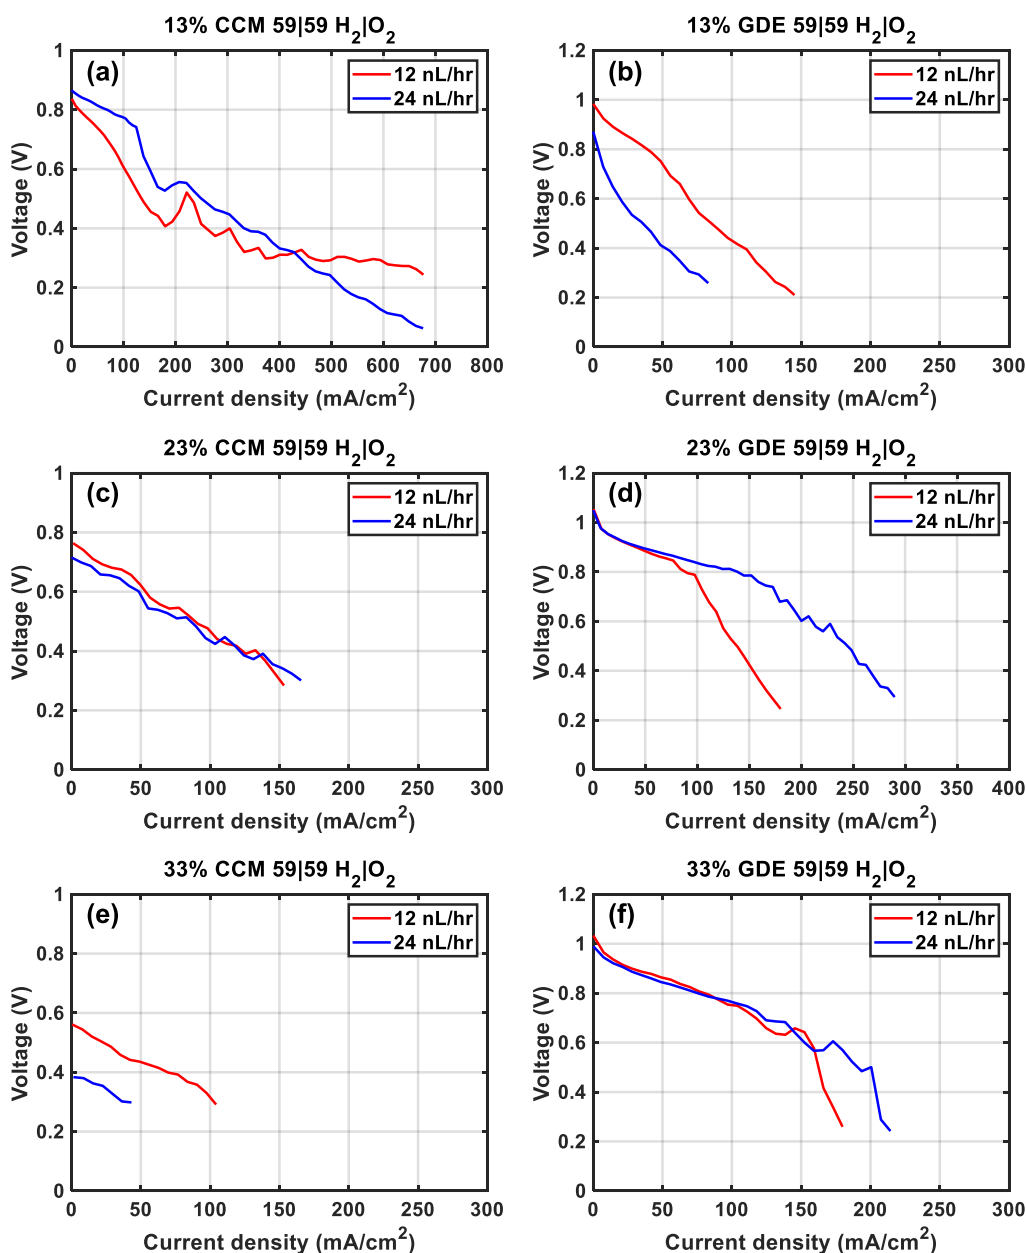 13% CCM 59|59 H2|O2
(a)
12 nL/hr
24 nL/hr
1
0.8
0.6
0.4
0.2
0
Voltage (V)
0 100 200 300 400 500 600 700 800
Current density (mA/cm2)
13% GDE 59|59 H2|O2
(b)
12 nL/hr
24 nL/hr
1.2
1
0.8
0.6
0.4
0.2
0
Voltage (V)
0 50 100 150 200 250 300
Current density (mA/cm2)
23% CCM 59|59 H2|O2
(c)
12 nL/hr
24 nL/hr
1
0.8
0.6
0.4
0.2
0
Voltage (V)
0 50 100 150 200 250 300
Current density (mA/cm2)
23% GDE 59|59 H2|O2
(d)
12 nL/hr
24 nL/hr
1.2
1
0.8
0.6
0.4
0.2
0
Voltage (V)
0 50 100 150 200 250 300 350 400
Current density (mA/cm2)
33% CCM 59|59 H2|O2
(e)
12 nL/hr
24 nL/hr
1
0.8
0.6
0.4
0.2
0
Voltage (V)
0 50 100 150 200 250 300
Current density (mA/cm2)
33% GDE 59|59 H2|O2
(f)
12 nL/hr
24 nL/hr
1.2
1
0.8
0.6
0.4
0.2
0
Voltage (V)
0 50 100 150 200 250 300
Current density (mA/cm2)